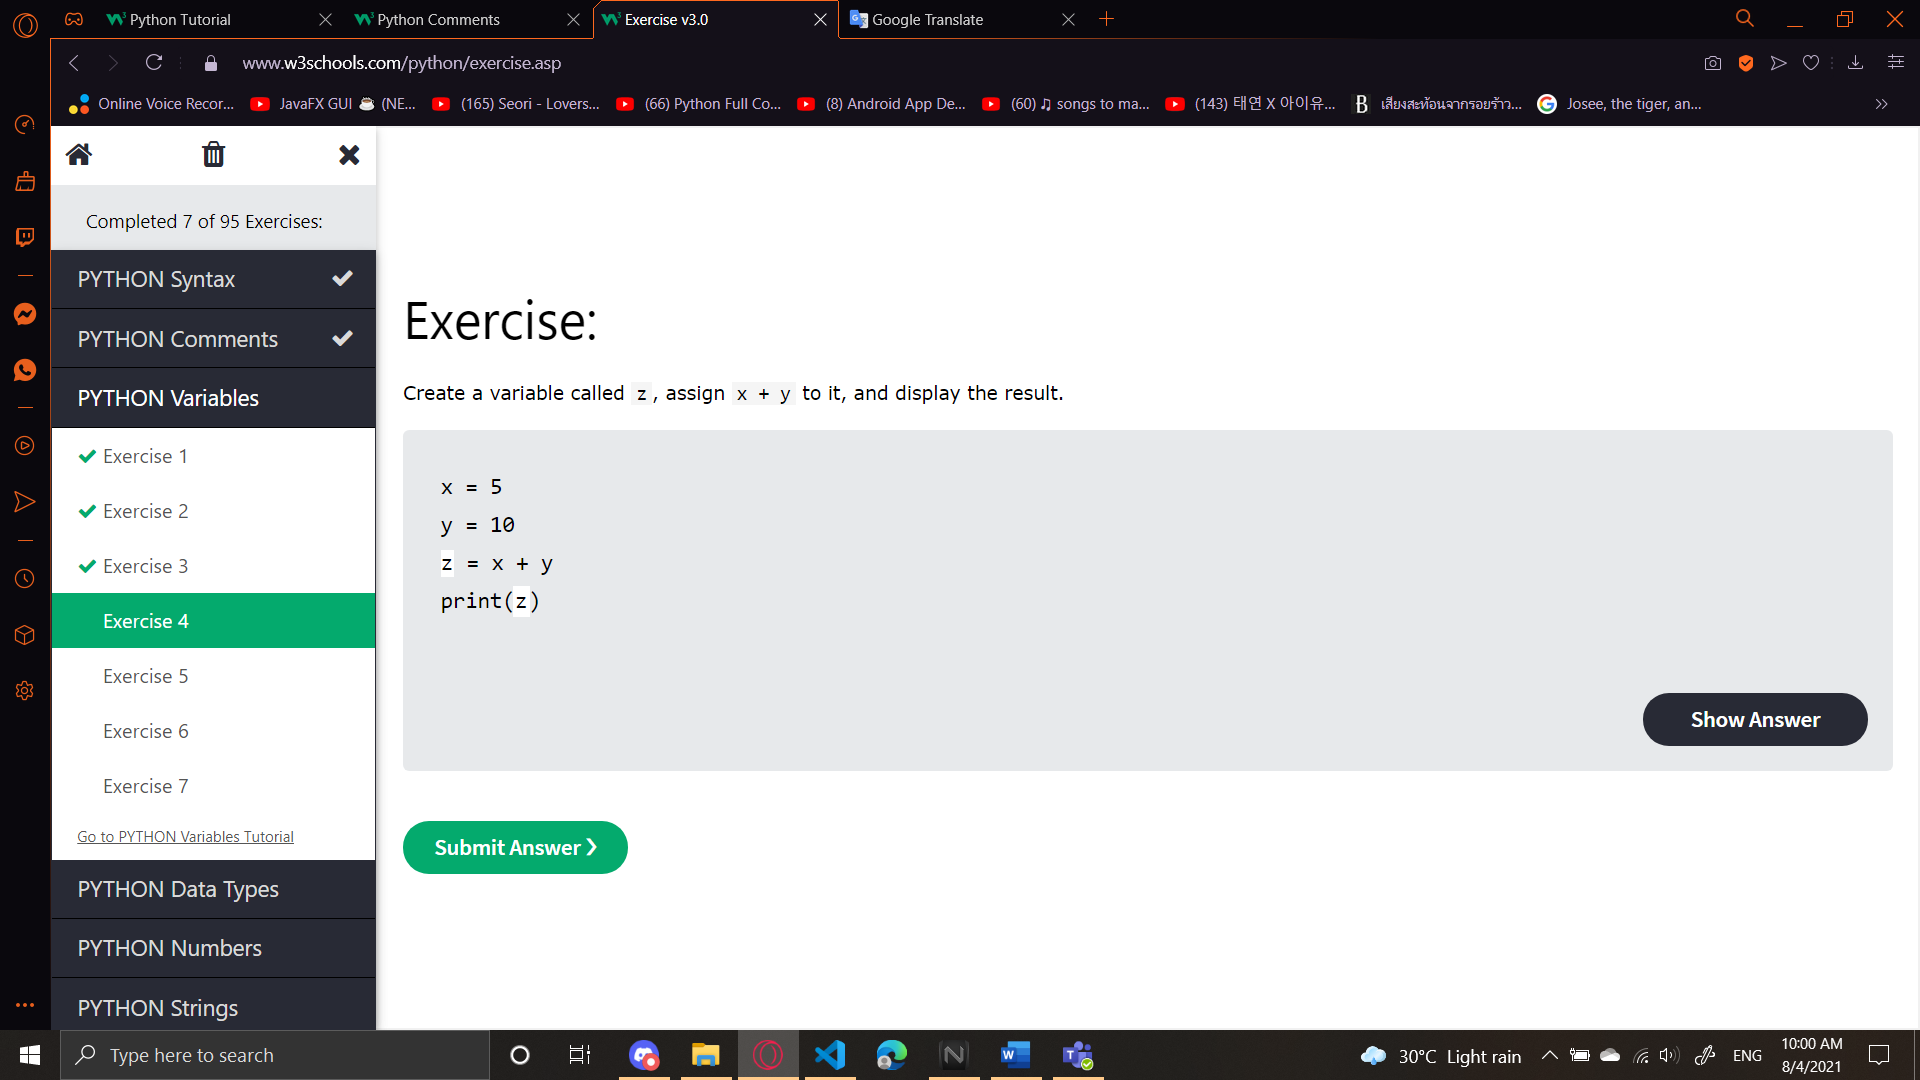 Python Tutorial
Python Comments
Exercise v3.0
Google Translate
www.w3schools.com/python/exercise.asp
Online Voice Recor...
JavaFX GUI ☕ (NE...
(165) Seori - Lovers...
(66) Python Full Co...
(8) Android App De...
(60) ♫ songs to ma...
(143) 태연 X 아이유...
เสียงสะท้อนจากรอยร้าว...
Josee, the tiger, an...
Completed 7 of 95 Exercises:
PYTHON Syntax
PYTHON Comments
PYTHON Variables
Exercise 1
Exercise 2
Exercise 3
Exercise 4
Exercise 5
Exercise 6
Exercise 7
Go to PYTHON Variables Tutorial
PYTHON Data Types
PYTHON Numbers
PYTHON Strings
Exercise:
Create a variable called z, assign x + y to it, and display the result.
x = 5
y = 10
z = x + y
print(z)
Show Answer
Submit Answer ❯
Type here to search
30°C Light rain
ENG
10:00 AM
8/4/2021